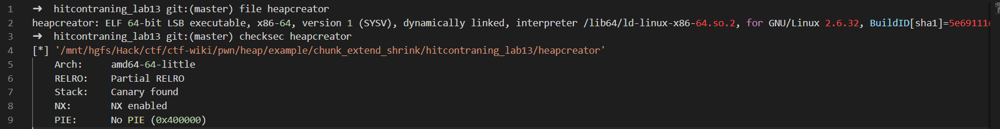 1 ➜ hitcontraning_lab13 git:(master) file heapcreator
2 heapcreator: ELF 64-bit LSB executable, x86-64, version 1 (SYSV), dynamically linked, interpreter /lib64/ld-linux-x86-64.so.2, for GNU/Linux 2.6.32, BuildID[sha1]=5e69111e
3 ➜ hitcontraning_lab13 git:(master) checksec heapcreator
4 [*] '/mnt/hgfs/Hack/ctf/ctf-wiki/pwn/heap/example/chunk_extend_shrink/hitcontraning_lab13/heapcreator'
5 Arch: amd64-64-little
6 RELRO: Partial RELRO
7 Stack: Canary found
8 NX: NX enabled
9 PIE: No PIE (0x400000)